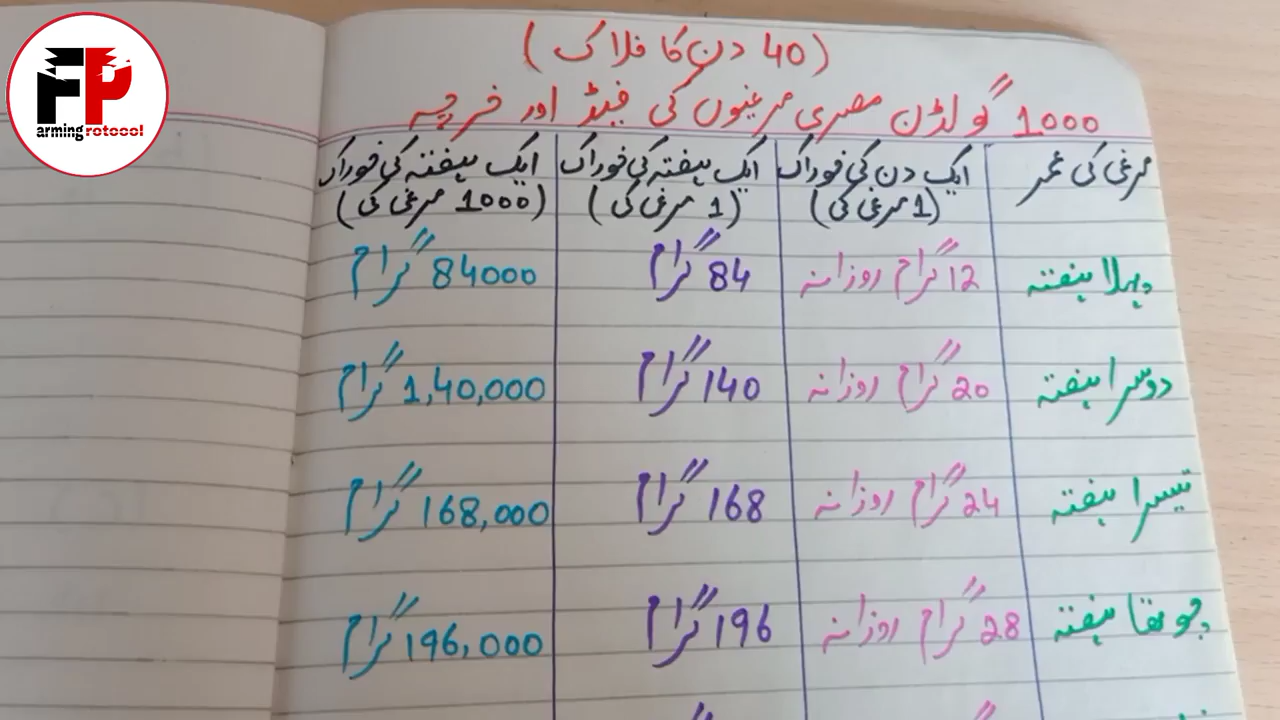 FP
arming rotoool
(40 دن کا فلاک)
1000 گولڈن مصری مرغیوں کی فیڈ اور خرچہ
مرغی کی عمر	ایک دن کی خوراک	ایک ہفتہ کی خوراک	ایک ہفتہ کی خوراک
(1 مرغی کی)	(1 مرغی کی)	(1000 مرغی کی)
پہلا ہفتہ	12 گرام روزانہ	84 گرام	84000 گرام
دوسرا ہفتہ	20 گرام روزانہ	140 گرام	1,40,000 گرام
تیسرا ہفتہ	24 گرام روزانہ	168 گرام	168,000 گرام
چوتھا ہفتہ	28 گرام روزانہ	196 گرام	196,000 گرام